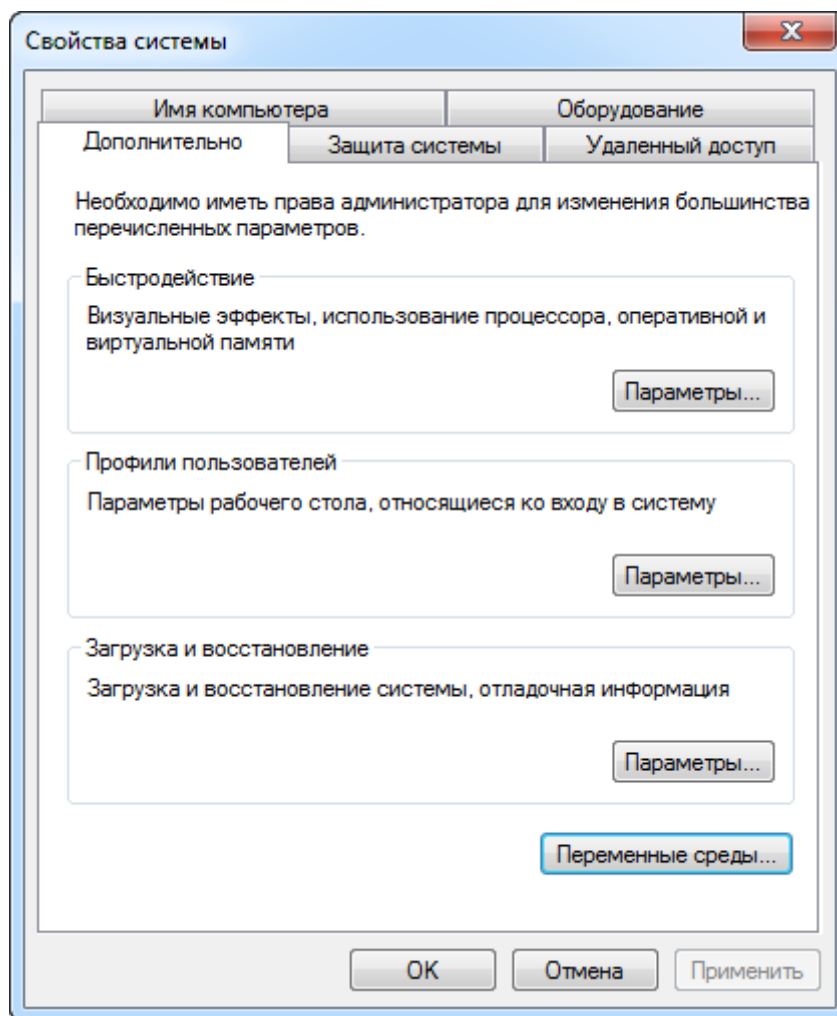 Свойства системы
Имя компьютера
Оборудование
Дополнительно
Защита системы
Удаленный доступ
Необходимо иметь права администратора для изменения большинства
перечисленных параметров.
Быстродействие
Визуальные эффекты, использование процессора, оперативной и
виртуальной памяти
Параметры...
Профили пользователей
Параметры рабочего стола, относящиеся ко входу в систему
Параметры...
Загрузка и восстановление
Загрузка и восстановление системы, отладочная информация
Параметры...
Переменные среды...
OK
Отмена
Применить